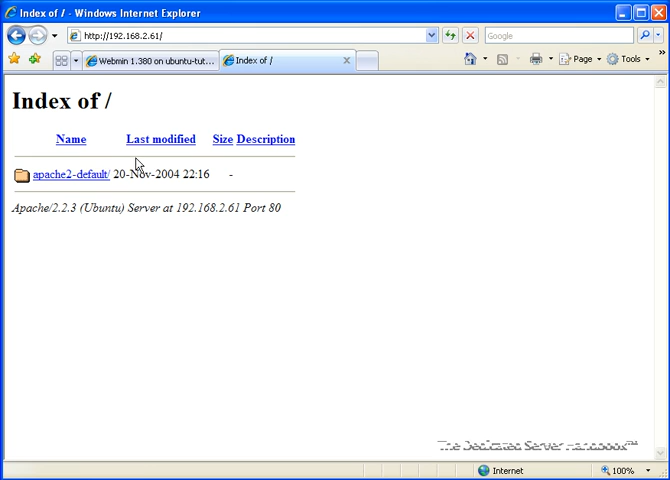 Index of / - Windows Internet Explorer
http://192.168.2.61/
Google
Webmin 1.380 on ubuntu-tut...
Index of /
Page
Tools
Index of /
Name Last modified Size Description
apache2-default/ 20-Nov-2004 22:16 -
Apache/2.2.3 (Ubuntu) Server at 192.168.2.61 Port 80
The Dedicated Server Handbook™
Internet
100%